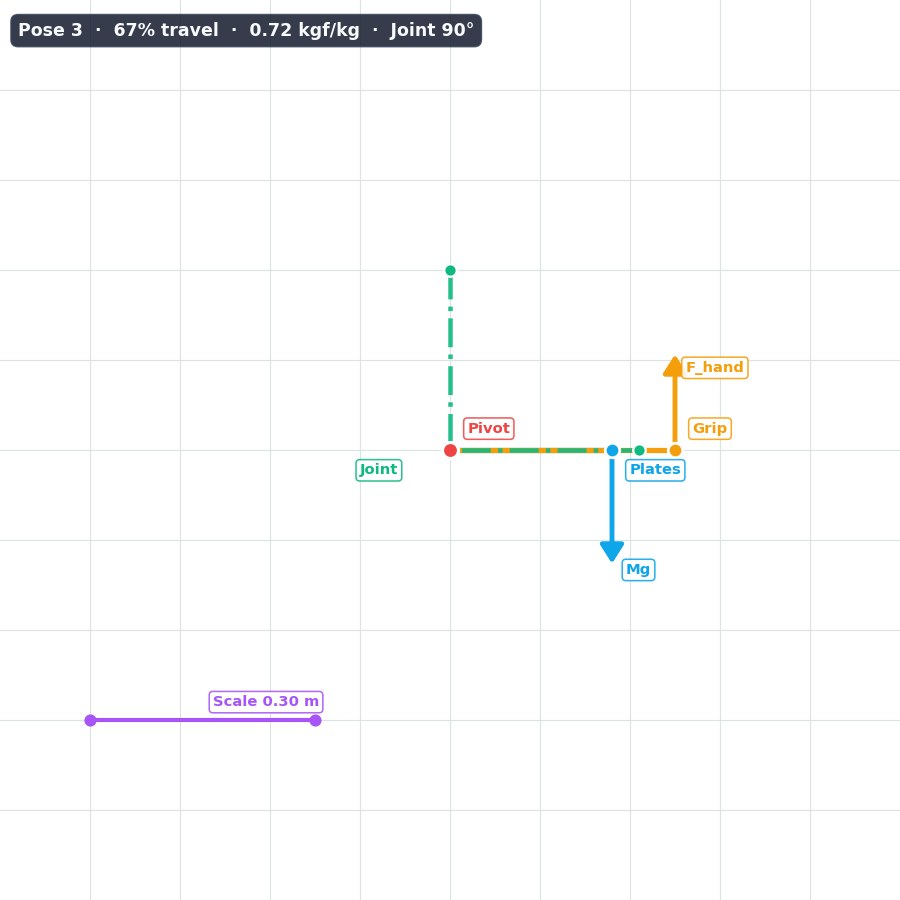 Pose 3 · 67% travel · 0.72 kgf/kg · Joint 90°
F_hand
Pivot
Grip
Joint
Plates
Mg
Scale 0.30 m